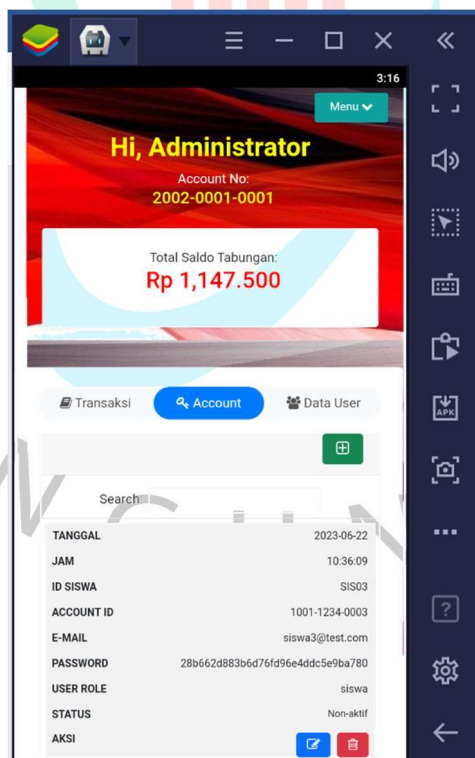 3:16
Menu
Hi, Administrator
Account No:
2002-0001-0001
Total Saldo Tabungan:
Rp 1,147.500
Transaksi Account Data User
Search:
TANGGAL 2023-06-22
JAM 10:36:09
ID SISWA SIS03
ACCOUNT ID 1001-1234-0003
E-MAIL siswa3@test.com
PASSWORD 28b662d883b6d76fd96e4ddc5e9ba780
USER ROLE siswa
STATUS Non-aktif
AKSI
APK